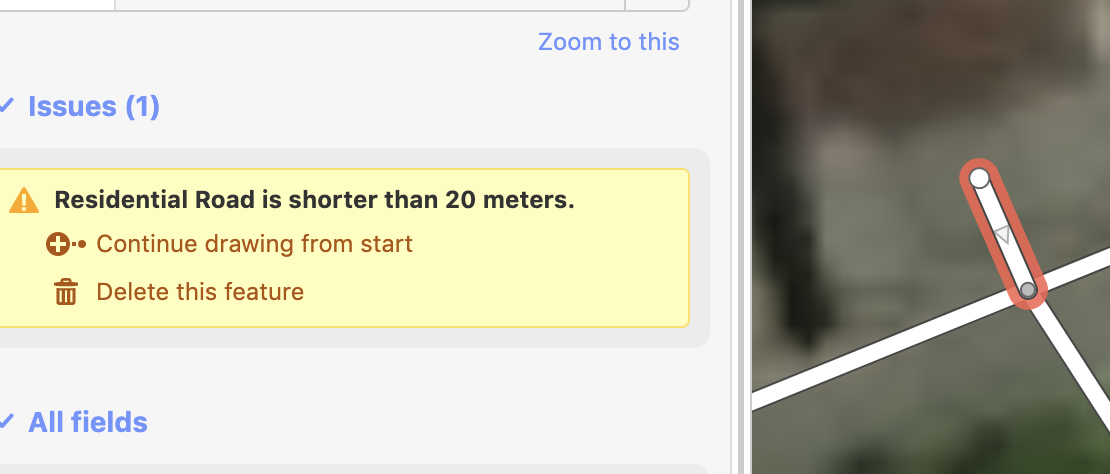 Zoom to this
Issues (1)
Residential Road is shorter than 20 meters.
Continue drawing from start
Delete this feature
All fields